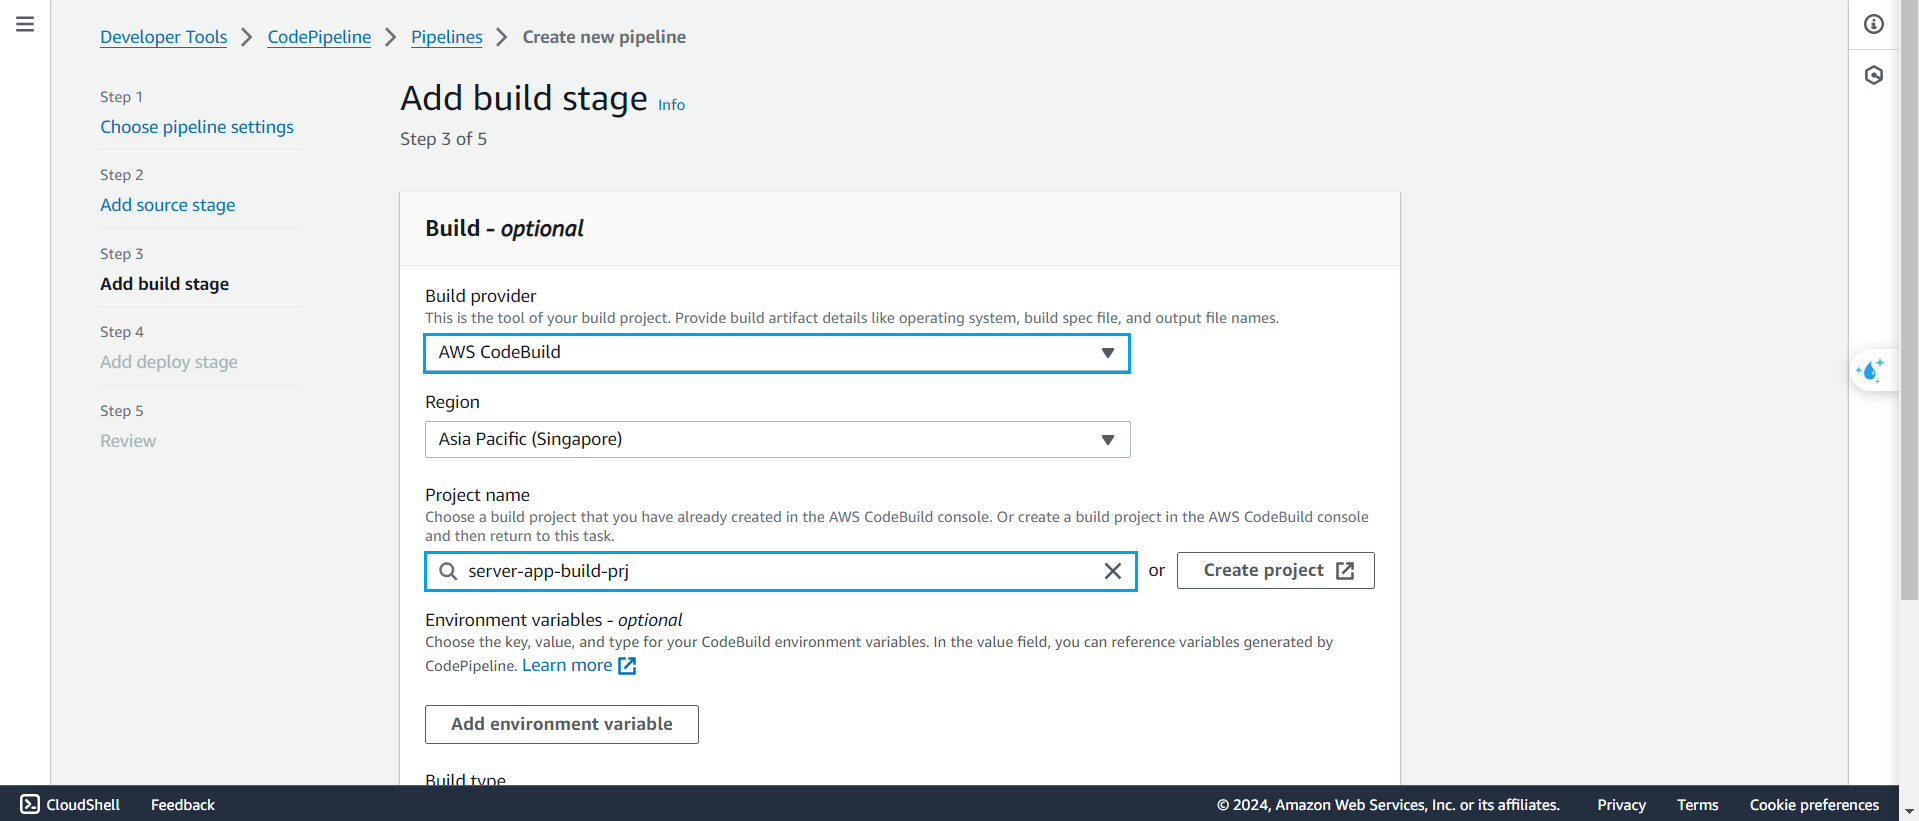 Developer Tools > CodePipeline > Pipelines > Create new pipeline
Step 1
Choose pipeline settings
Step 2
Add source stage
Step 3
Add build stage
Step 4
Add deploy stage
Step 5
Review
Add build stage Info
Step 3 of 5
Build - optional
Build provider
This is the tool of your build project. Provide build artifact details like operating system, build spec file, and output file names.
AWS CodeBuild
Region
Asia Pacific (Singapore)
Project name
Choose a build project that you have already created in the AWS CodeBuild console. Or create a build project in the AWS CodeBuild console
and then return to this task.
server-app-build-prj or Create project
Environment variables - optional
Choose the key, value, and type for your CodeBuild environment variables. In the value field, you can reference variables generated by
CodePipeline. Learn more
Add environment variable
Build type
CloudShell Feedback © 2024, Amazon Web Services, Inc. or its affiliates. Privacy Terms Cookie preferences